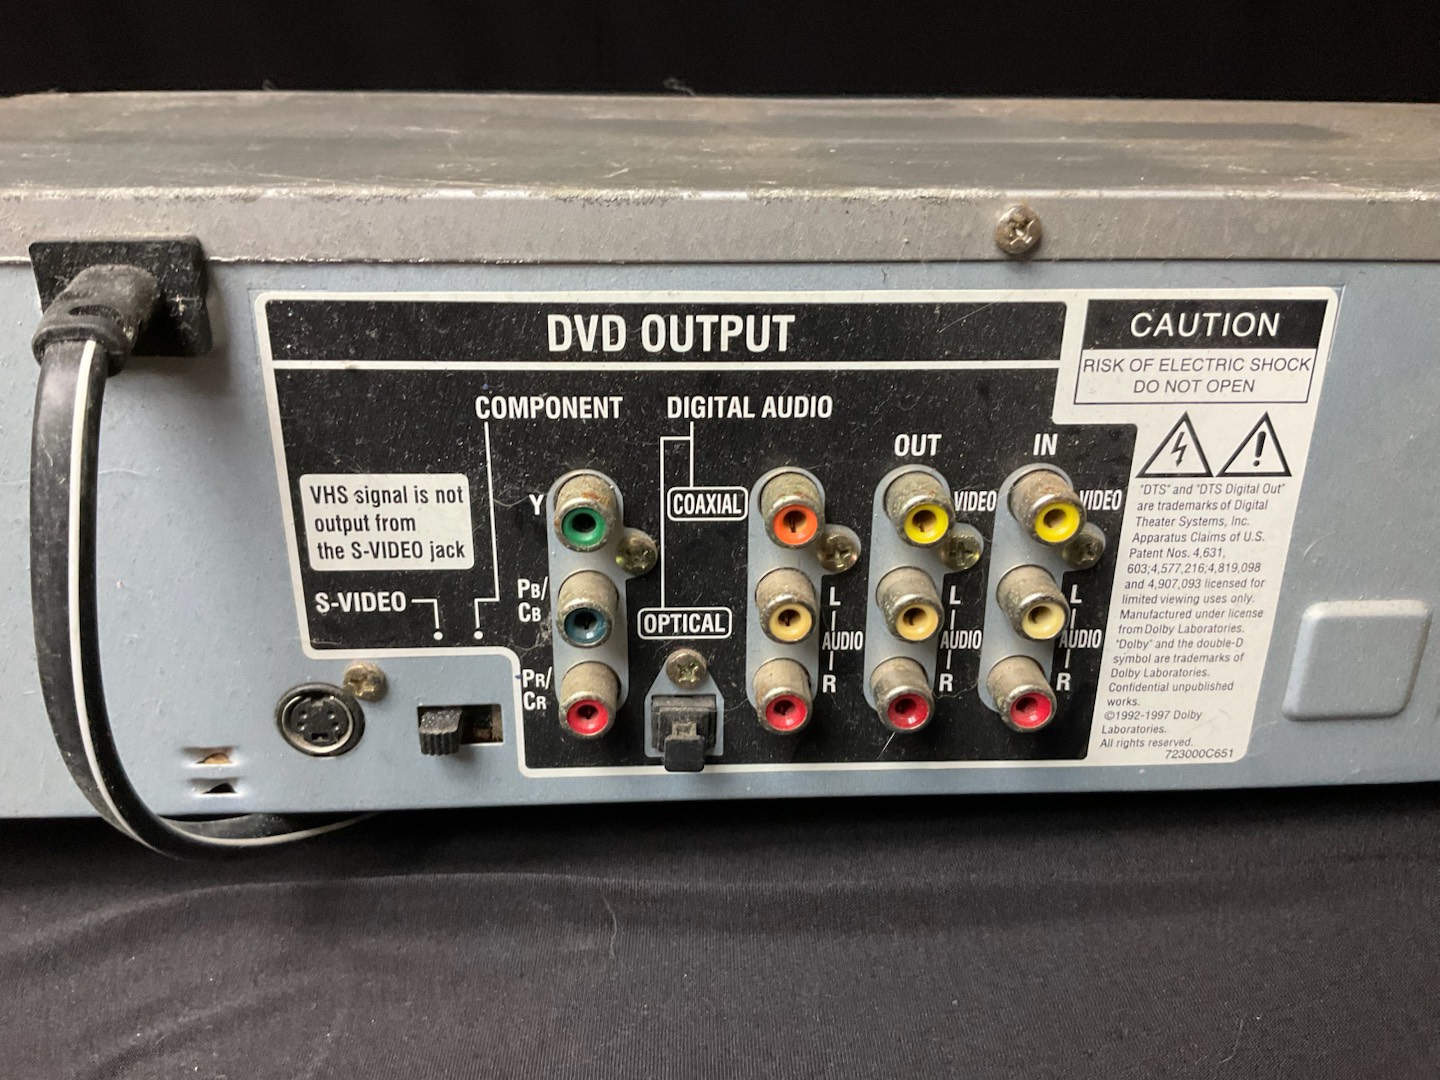 DVD OUTPUT
CAUTION
RISK OF ELECTRIC SHOCK
DO NOT OPEN
COMPONENT
DIGITAL AUDIO
OUT
IN
VHS signal is not
output from
the S-VIDEO jack
S-VIDEO
Y
PB/
CB
PR/
CR
COAXIAL
OPTICAL
L
AUDIO
R
VIDEO
L
AUDIO
R
VIDEO
L
AUDIO
R
"DTS" and "DTS Digital Out"
are trademarks of Digital
Theater Systems, Inc.
Apparatus Claims of U.S.
Patent Nos. 4,631,
603;4,577,216;4,819,098
and 4,907,093 licensed for
limited viewing uses only.
Manufactured under license
from Dolby Laboratories.
"Dolby" and the double-D
symbol are trademarks of
Dolby Laboratories.
Confidential unpublished
works.
©1992-1997 Dolby
Laboratories.
All rights reserved.
723000C651